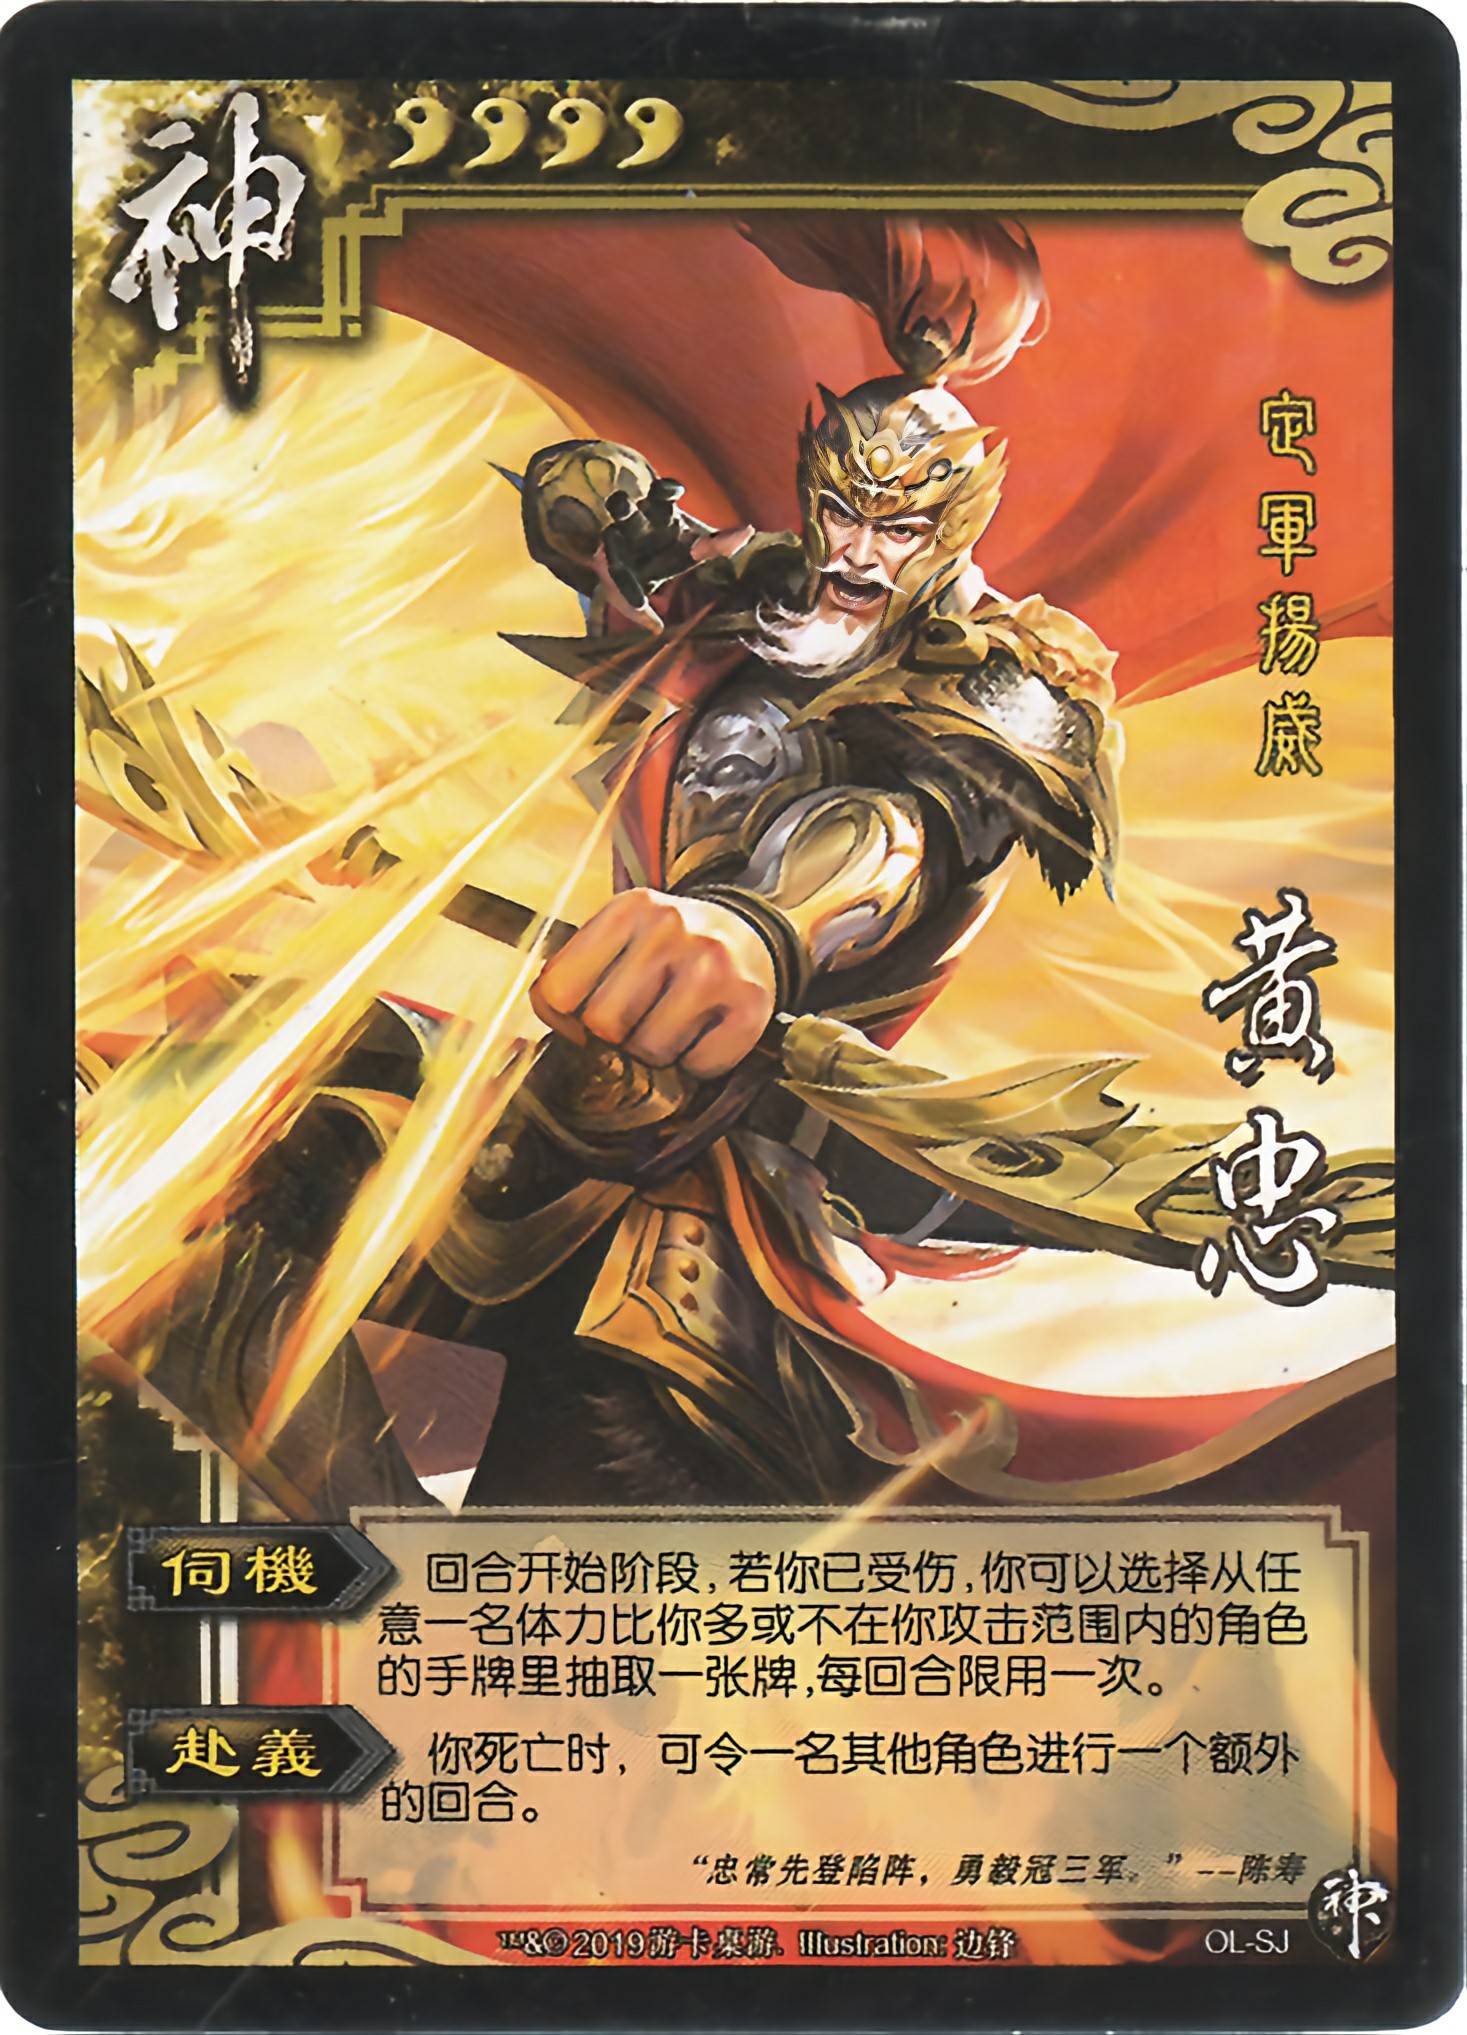 神
定軍揚威
黃忠
伺機
回合开始阶段，若你已受伤，你可以选择从任
意一名体力比你多或不在你攻击范围内的角色
的手牌里抽取一张牌，每回合限用一次。
赴義
你死亡时，可令一名其他角色进行一个额外
的回合。
“忠常先登陷阵，勇毅冠三军。”--陈寿
™&©2019游卡桌游. Illustration: 边锋
OL-SJ
神